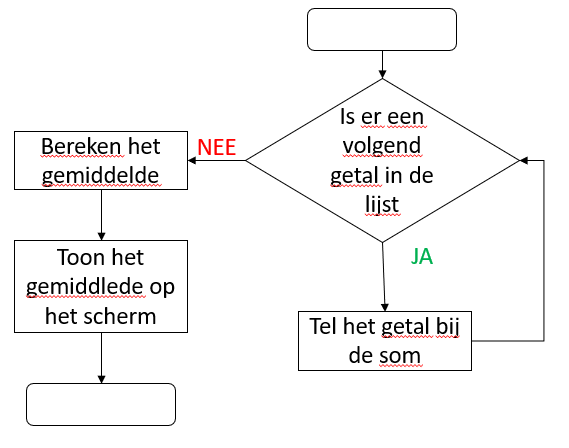 Is er een
volgend
getal in de
lijst
NEE
Bereken het
gemiddelde
JA
Toon het
gemiddlede op
het scherm
Tel het getal bij
de som